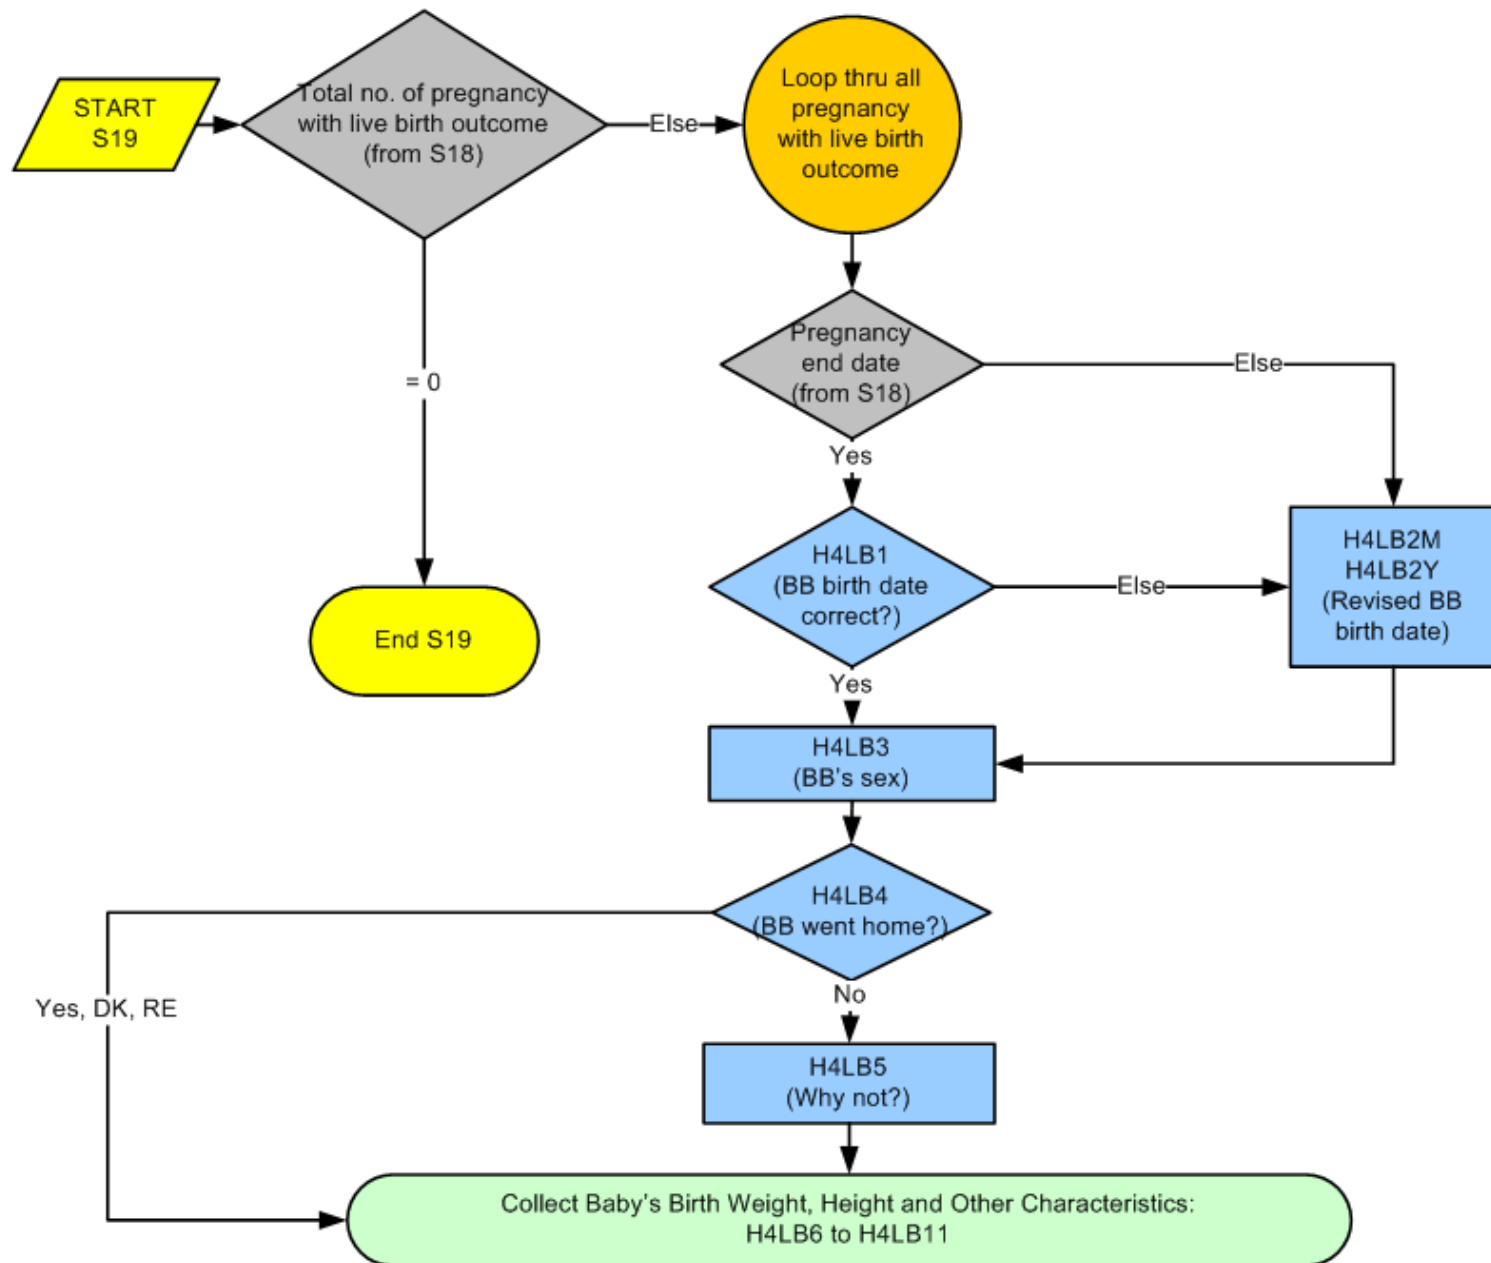 START
S19
Total no. of pregnancy
with live birth outcome
(from S18)
Else
Loop thru all
pregnancy
with live birth
outcome
= 0
End S19
Pregnancy
end date
(from S18)
Else
Yes
H4LB1
(BB birth date
correct?)
Else
H4LB2M
H4LB2Y
(Revised BB
birth date)
Yes
H4LB3
(BB's sex)
H4LB4
(BB went home?)
Yes, DK, RE
No
H4LB5
(Why not?)
Collect Baby's Birth Weight, Height and Other Characteristics:
H4LB6 to H4LB11